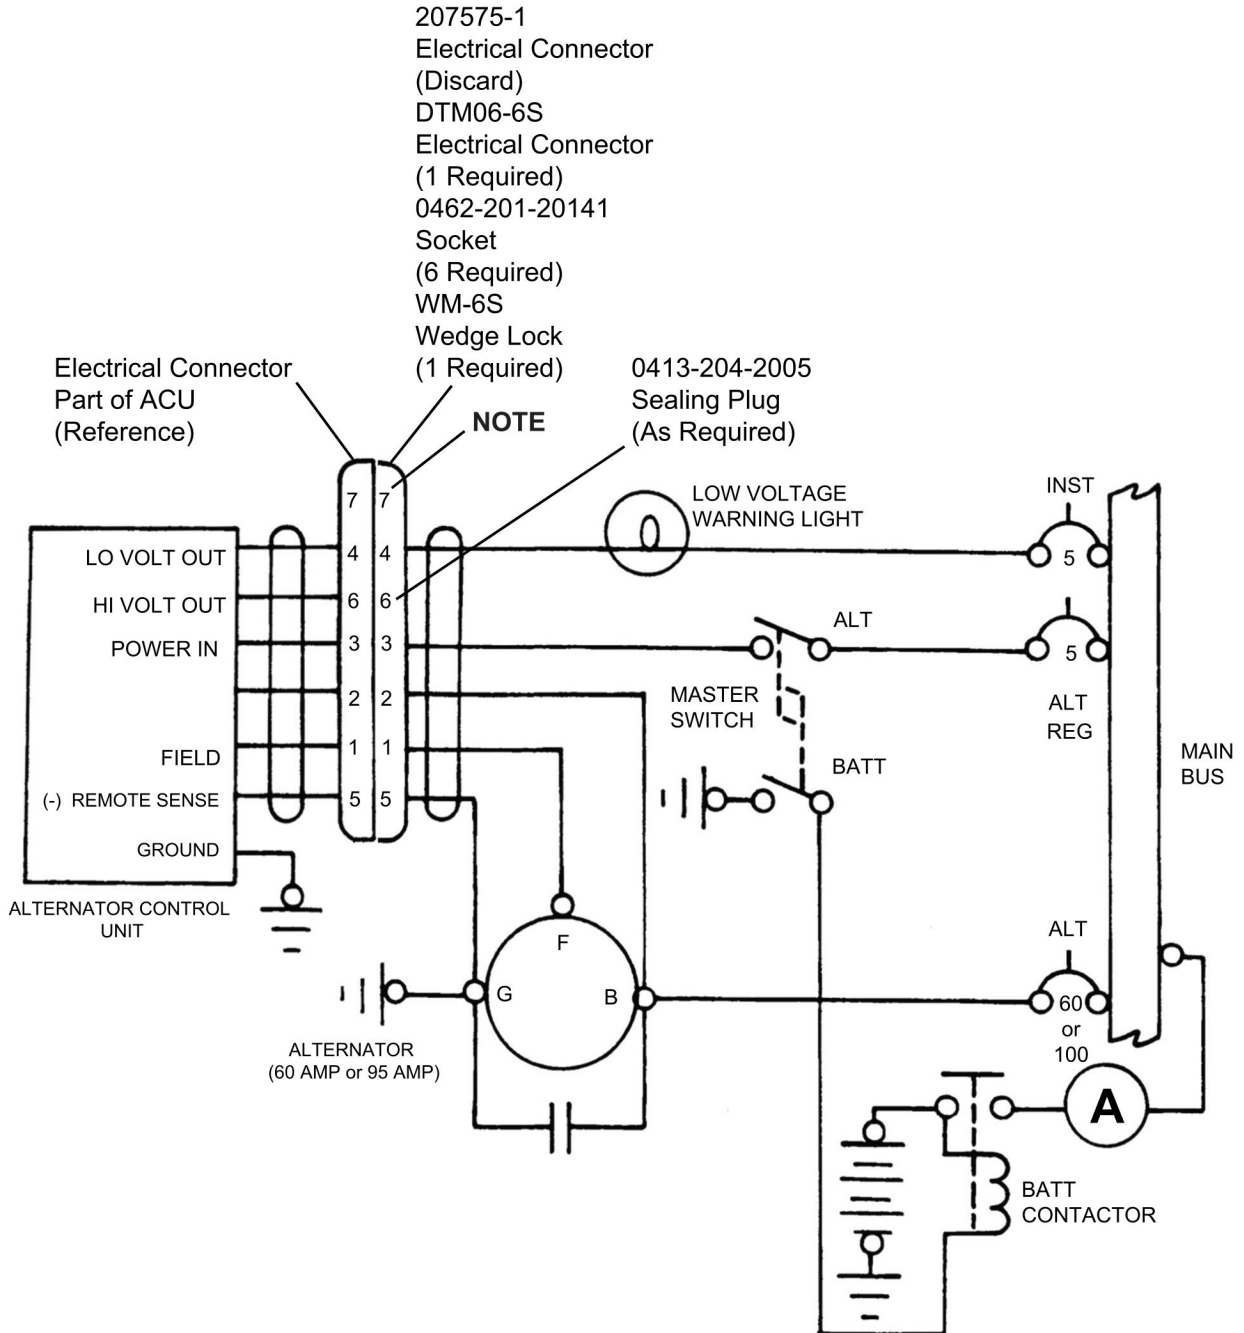 207575-1
Electrical Connector
(Discard)
DTM06-6S
Electrical Connector
(1 Required)
0462-201-20141
Socket
(6 Required)
WM-6S
Wedge Lock
(1 Required)
Electrical Connector
Part of ACU
(Reference)
NOTE
0413-204-2005
Sealing Plug
(As Required)
7 7
LOW VOLTAGE
WARNING LIGHT
INST
5
LO VOLT OUT 4 4
HI VOLT OUT 6 6
POWER IN 3 3
ALT
5
ALT
REG
2 2
MASTER
SWITCH
MAIN
BUS
FIELD 1 1
BATT
(-) REMOTE SENSE 5 5
GROUND
ALTERNATOR CONTROL
UNIT
F
G
B
ALT
60
or
100
ALTERNATOR
(60 AMP or 95 AMP)
A
BATT
CONTACTOR